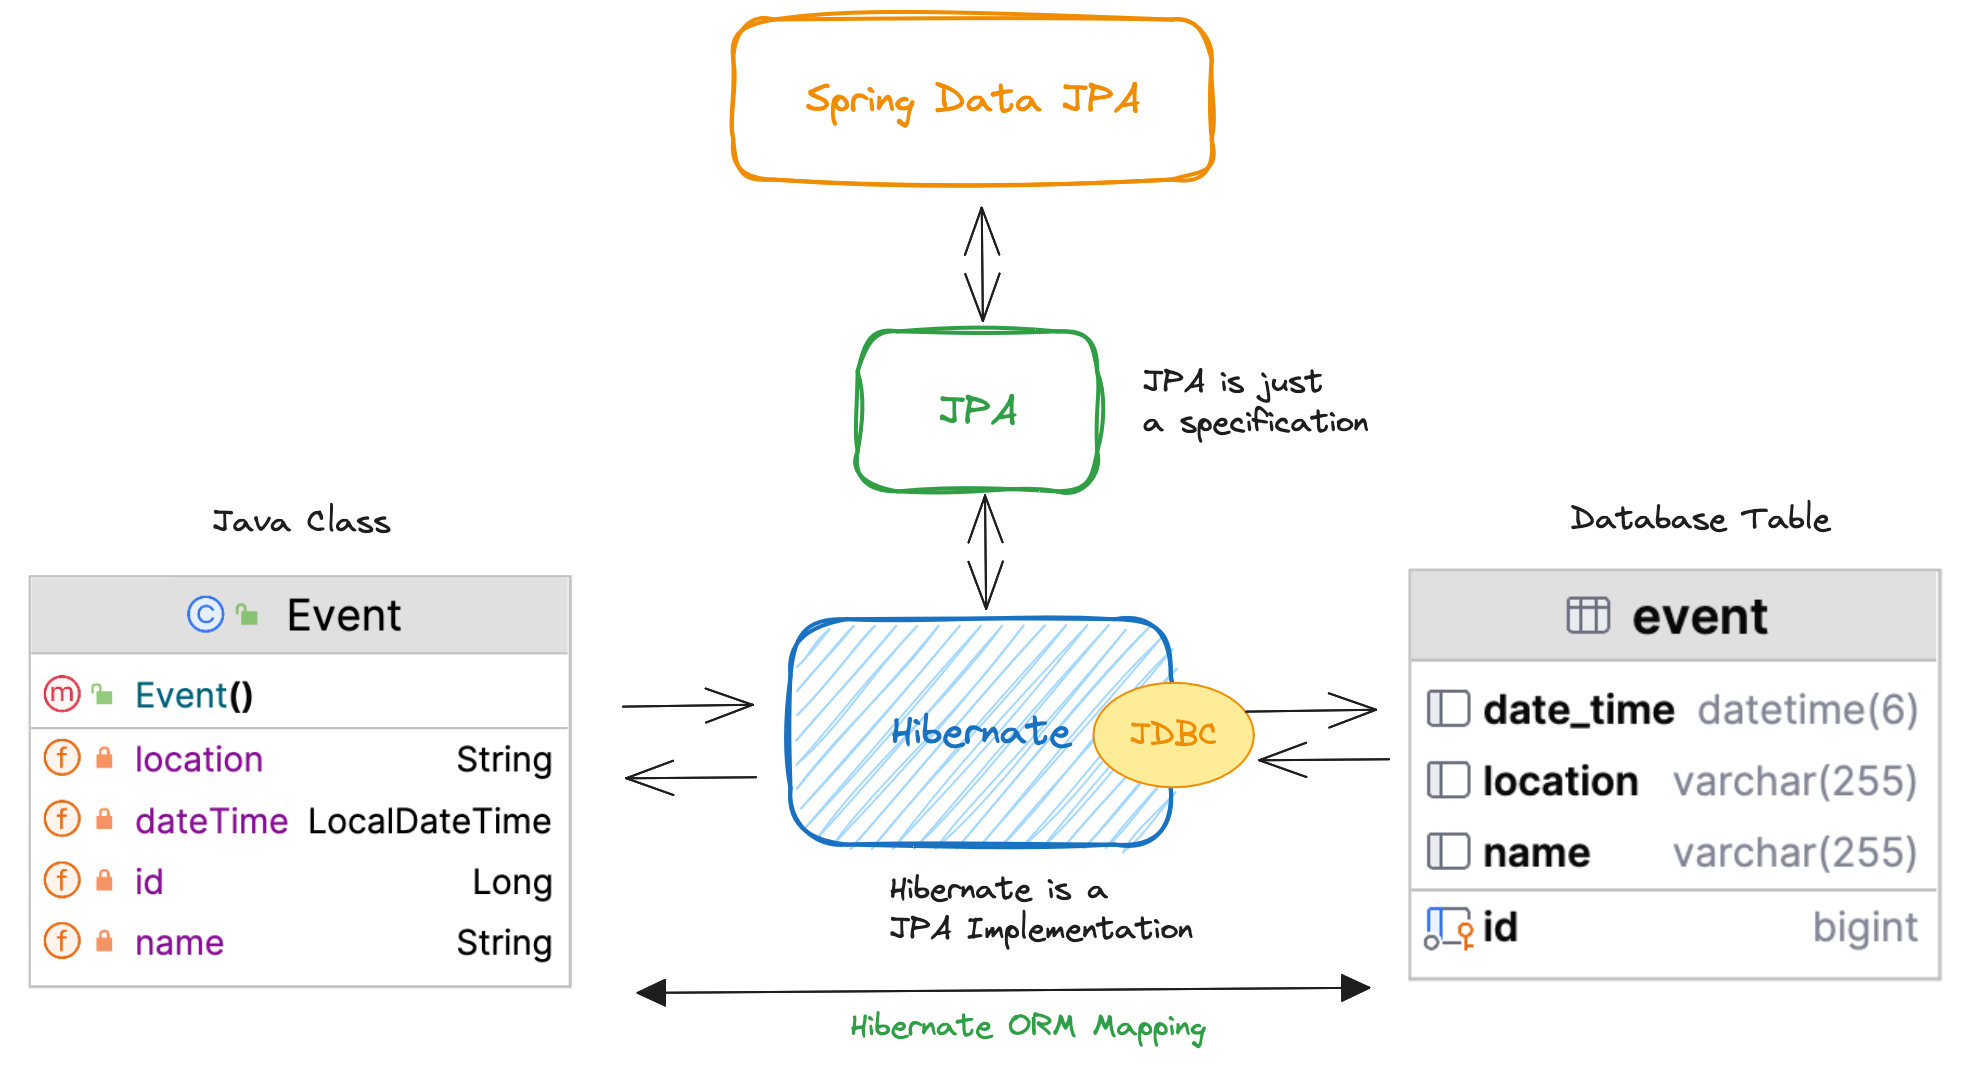 Spring Data JPA
JPA
JPA is just
a specification
Java Class
Database Table
C Event
m Event()
f location String
f dateTime LocalDateTime
f id Long
f name String
Hibernate
JDBC
event
date_time datetime(6)
location varchar(255)
name varchar(255)
id bigint
Hibernate is a
JPA Implementation
Hibernate ORM Mapping